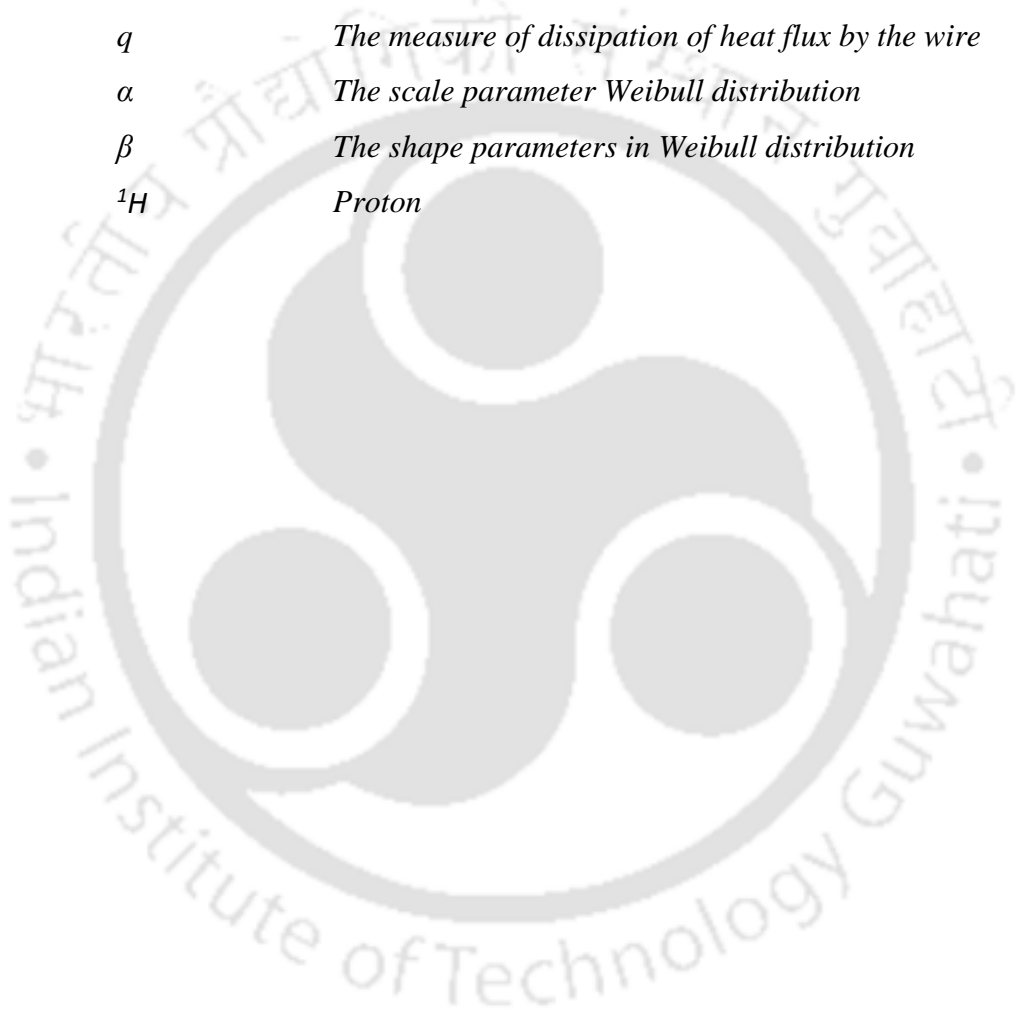 q The measure of dissipation of heat flux by the wire
α The scale parameter Weibull distribution
β The shape parameters in Weibull distribution
¹H Proton
भारतीय प्रौद्योगिकी संस्थान गुवाहाटी
Indian Institute of Technology Guwahati